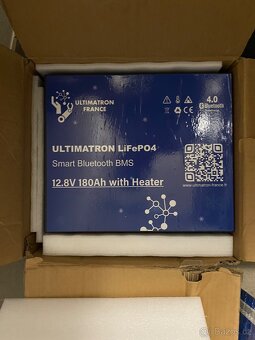 ULTIMATRON
FRANCE
4.0
Bluetooth
ULTIMATRON LiFePO4
Smart Bluetooth BMS
12.8V 180Ah with Heater
www.ultimatron-france.fr